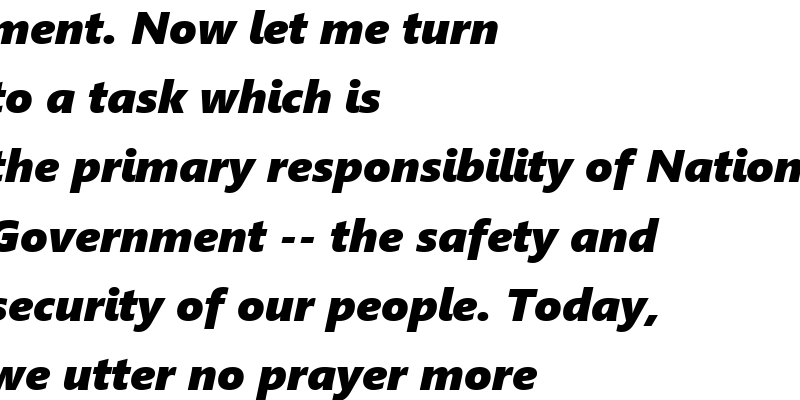 ment. Now let me turn
to a task which is
the primary responsibility of Nation
Government -- the safety and
security of our people. Today,
we utter no prayer more